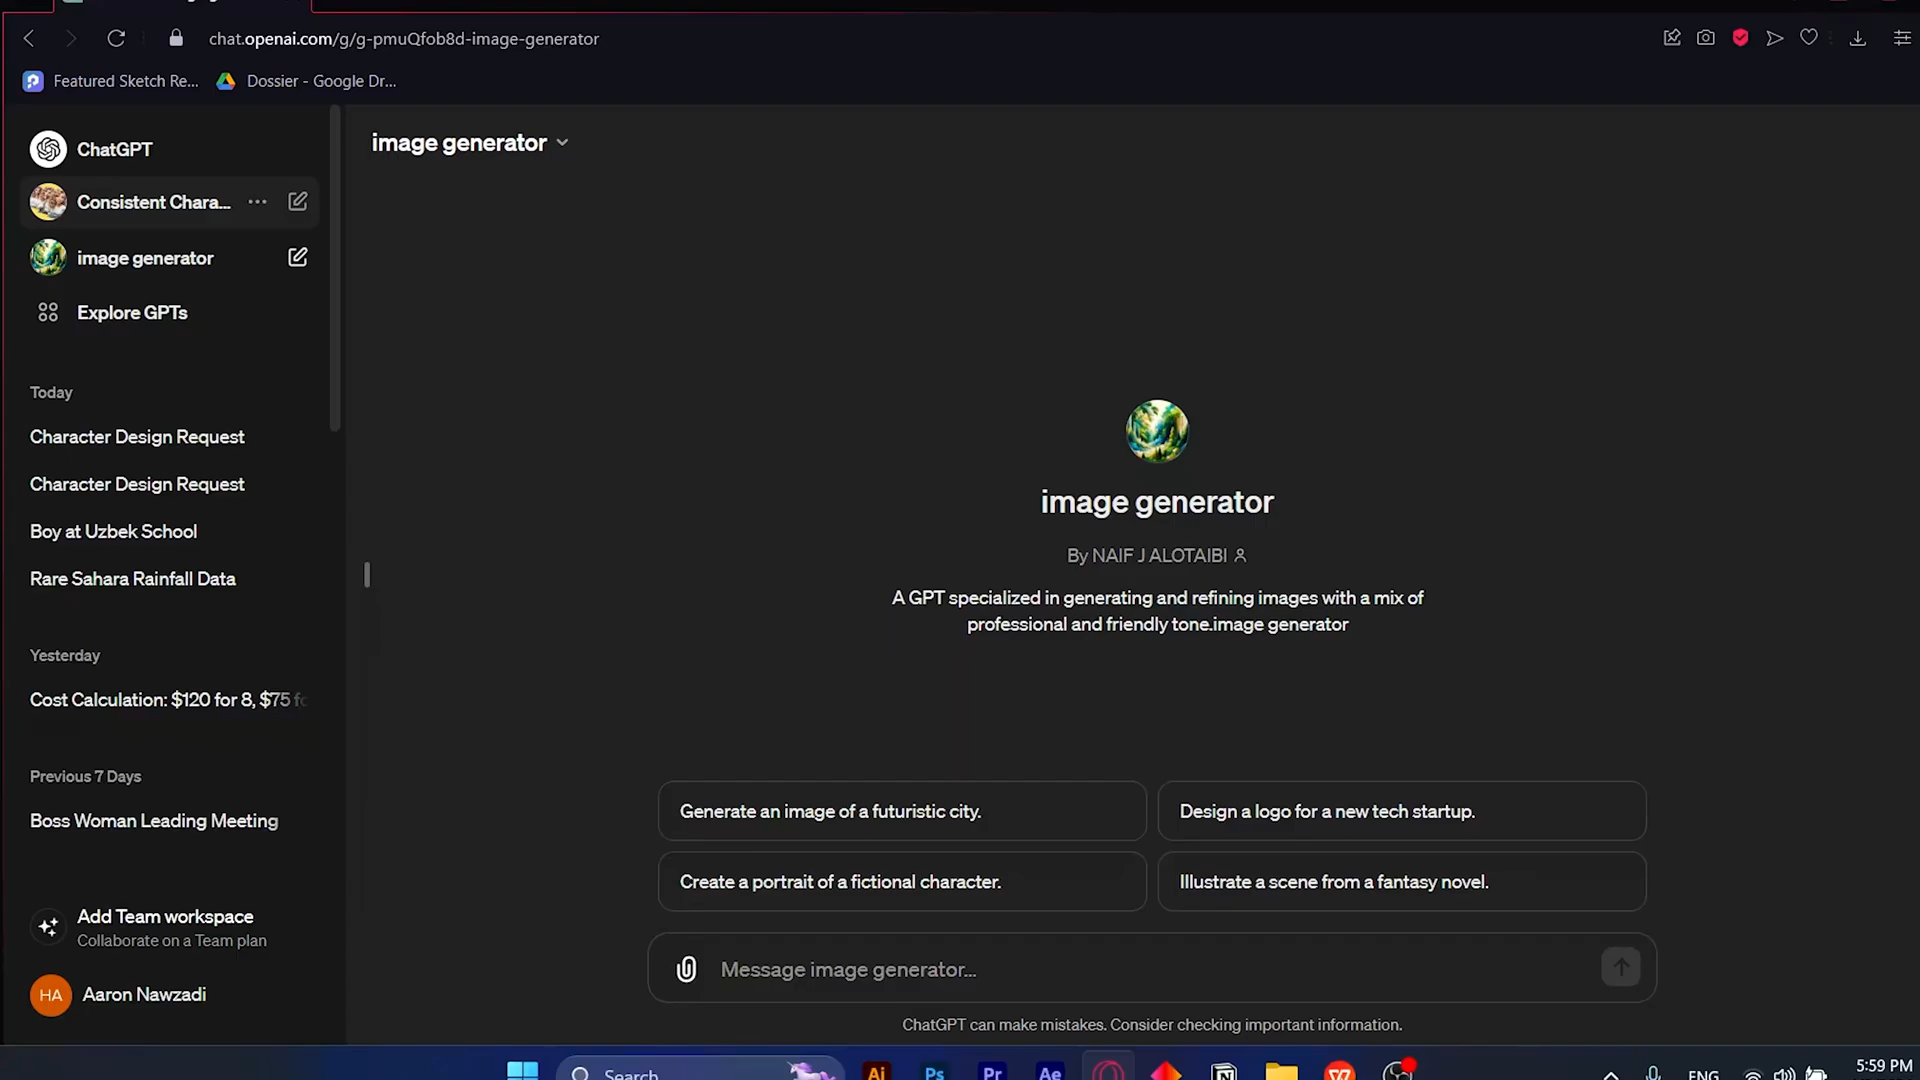 chat.openai.com/g/g-pmuQfob8d-image-generator
Featured Sketch Re...
Dossier - Google Dr...
ChatGPT
Consistent Chara...
image generator
Explore GPTs
Today
Character Design Request
Character Design Request
Boy at Uzbek School
Rare Sahara Rainfall Data
Yesterday
Cost Calculation: $120 for 8, $75 fo
Previous 7 Days
Boss Woman Leading Meeting
Add Team workspace
Collaborate on a Team plan
HA
Aaron Nawzadi
image generator
image generator
By NAIF J ALOTAIBI
A GPT specialized in generating and refining images with a mix of
professional and friendly tone.image generator
Generate an image of a futuristic city.
Design a logo for a new tech startup.
Create a portrait of a fictional character.
Illustrate a scene from a fantasy novel.
Message image generator...
ChatGPT can make mistakes. Consider checking important information.
Search
Ai
Ps
Pr
Ae
ENG
5:59 PM